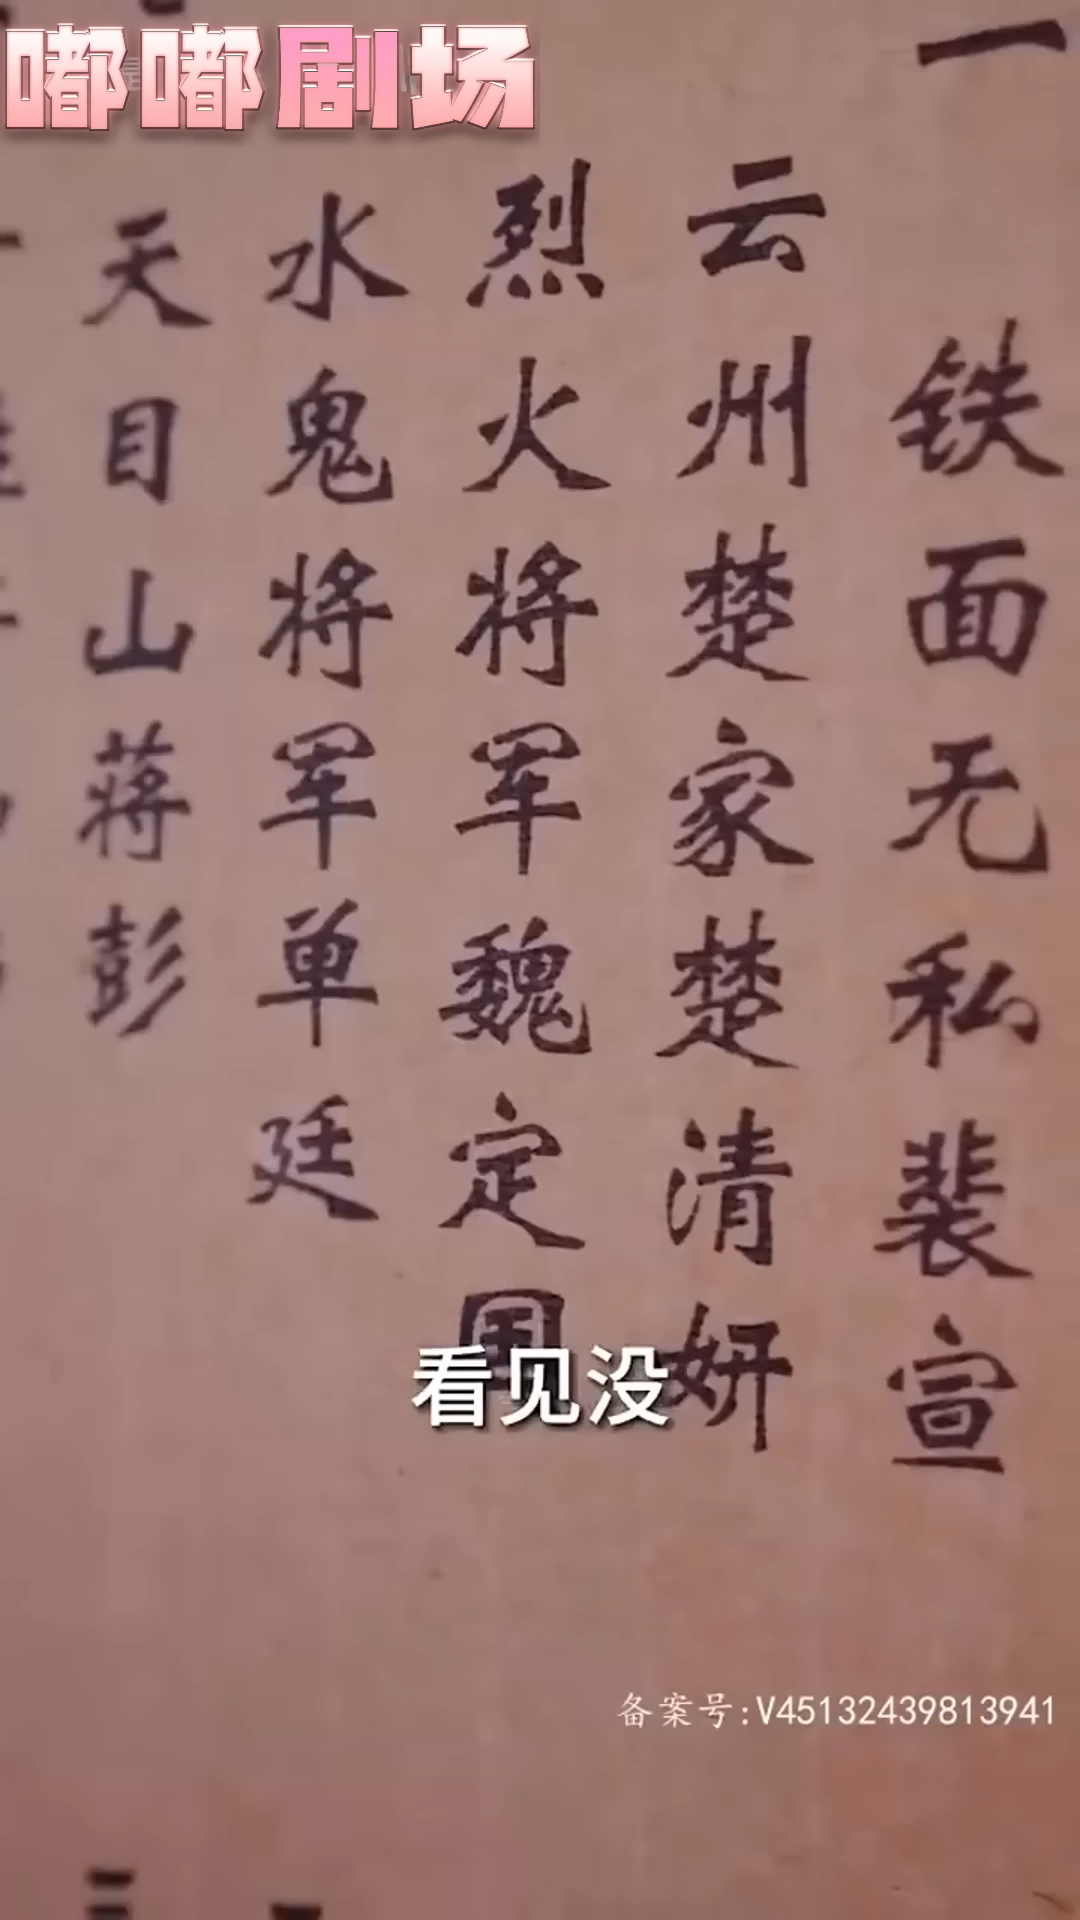 嘟嘟剧场
一
铁面无私裴宣
云州楚家楚清妍
烈火将军魏定国
水鬼将军单廷
天目山蒋彭
看见没
备案号:V45132439813941
二